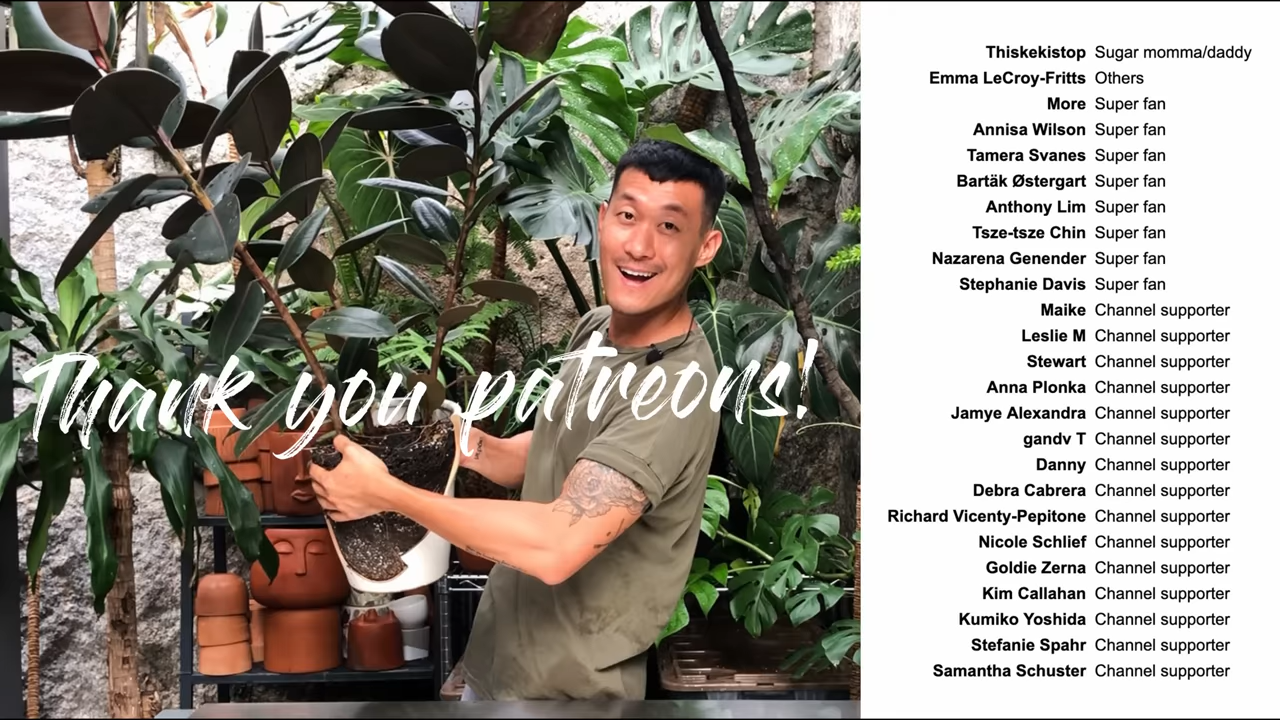 Thank you patreons!
Thiskekistop Sugar momma/daddy
Emma LeCroy-Fritts Others
More Super fan
Annisa Wilson Super fan
Tamera Svanes Super fan
Bartäk Østergart Super fan
Anthony Lim Super fan
Tsze-tsze Chin Super fan
Nazarena Genender Super fan
Stephanie Davis Super fan
Maike Channel supporter
Leslie M Channel supporter
Stewart Channel supporter
Anna Plonka Channel supporter
Jamye Alexandra Channel supporter
gandv T Channel supporter
Danny Channel supporter
Debra Cabrera Channel supporter
Richard Vicenty-Pepitone Channel supporter
Nicole Schlief Channel supporter
Goldie Zerna Channel supporter
Kim Callahan Channel supporter
Kumiko Yoshida Channel supporter
Stefanie Spahr Channel supporter
Samantha Schuster Channel supporter